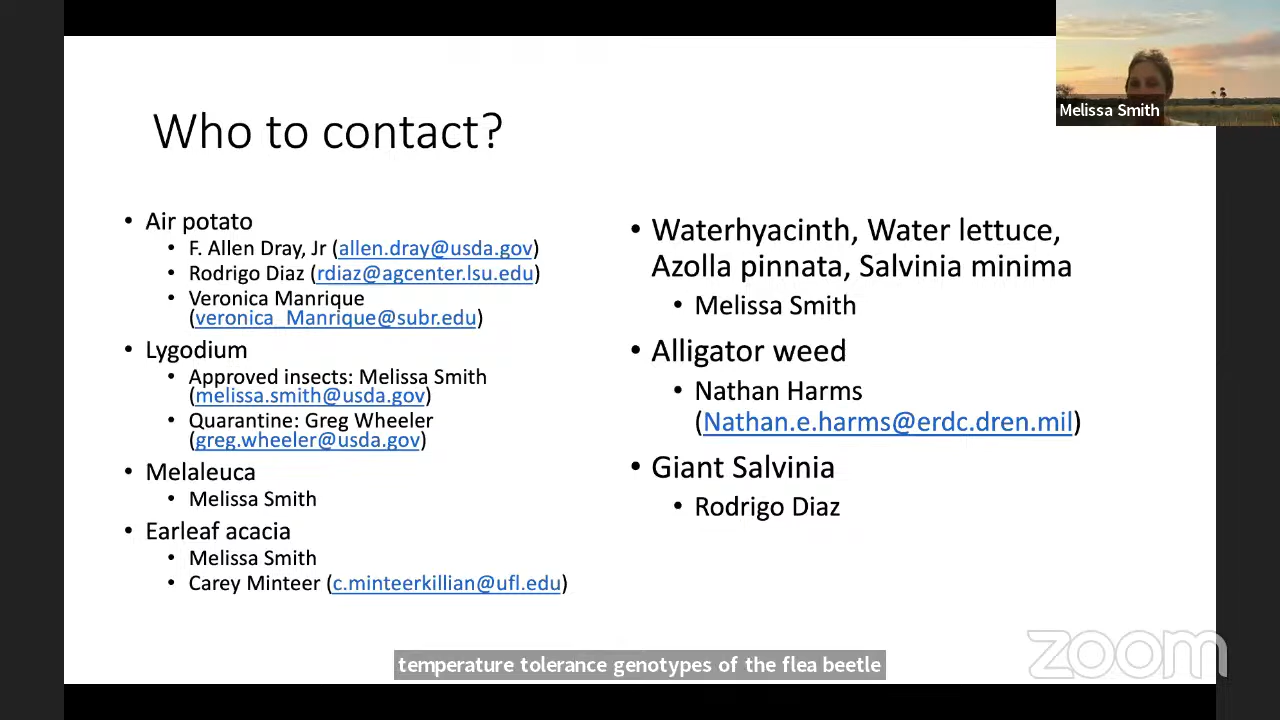 Melissa Smith
Who to contact?
• Air potato
• F. Allen Dray, Jr (allen.dray@usda.gov)
• Rodrigo Diaz (rdiaz@agcenter.lsu.edu)
• Veronica Manrique
(veronica_Manrique@subr.edu)
• Lygodium
• Approved insects: Melissa Smith
(melissa.smith@usda.gov)
• Quarantine: Greg Wheeler
(greg.wheeler@usda.gov)
• Melaleuca
• Melissa Smith
• Earleaf acacia
• Melissa Smith
• Carey Minteer (c.minteerkillian@ufl.edu)
• Waterhyacinth, Water lettuce,
Azolla pinnata, Salvinia minima
• Melissa Smith
• Alligator weed
• Nathan Harms
(Nathan.e.harms@erdc.dren.mil)
• Giant Salvinia
• Rodrigo Diaz
temperature tolerance genotypes of the flea beetle
zoom